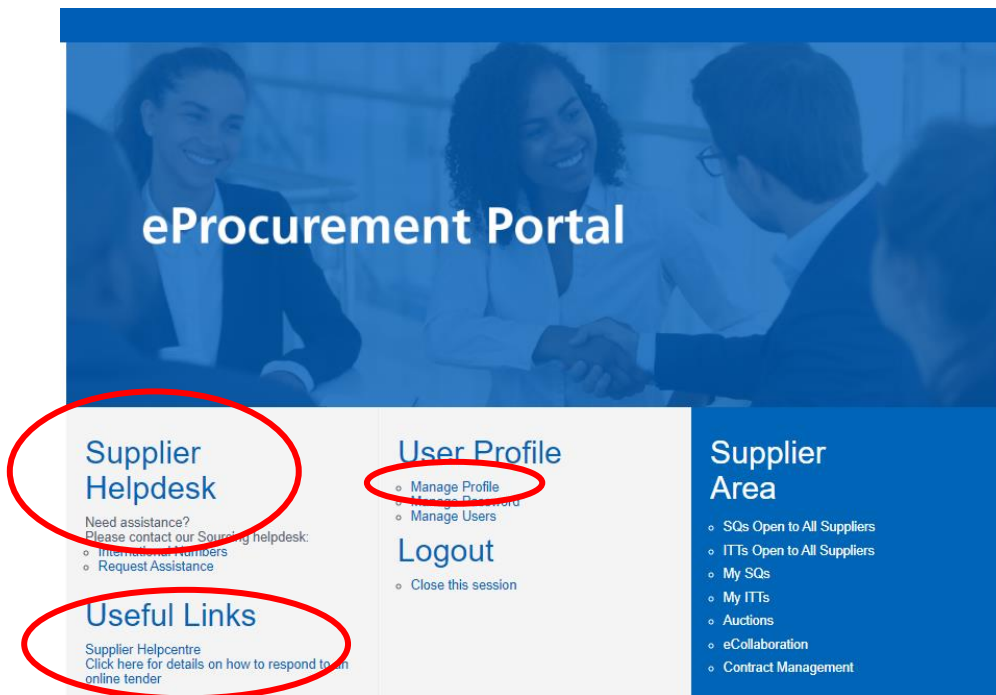 eProcurement Portal
Supplier
Helpdesk
Need assistance?
Please contact our Sourcing helpdesk:
International Numbers
Request Assistance
Useful Links
Supplier Helpcentre
Click here for details on how to respond to an
online tender
User Profile
Manage Profile
Manage Password
Manage Users
Logout
Close this session
Supplier
Area
SQs Open to All Suppliers
ITTs Open to All Suppliers
My SQs
My ITTs
Auctions
eCollaboration
Contract Management